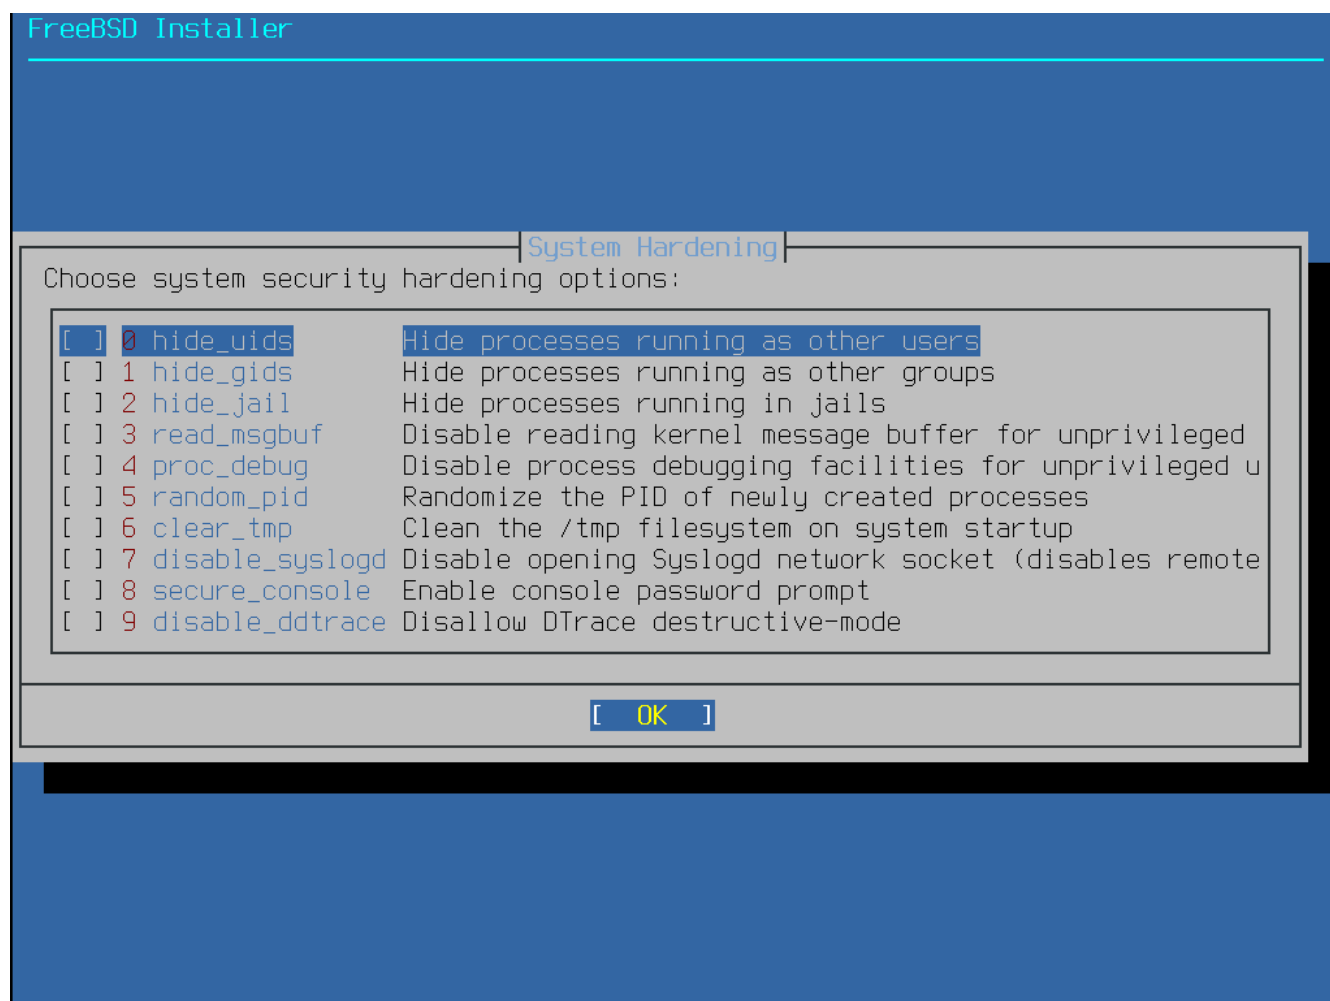 FreeBSD Installer
System Hardening
Choose system security hardening options:
[ ] 0 hide_uids Hide processes running as other users
[ ] 1 hide_gids Hide processes running as other groups
[ ] 2 hide_jail Hide processes running in jails
[ ] 3 read_msgbuf Disable reading kernel message buffer for unprivileged
[ ] 4 proc_debug Disable process debugging facilities for unprivileged u
[ ] 5 random_pid Randomize the PID of newly created processes
[ ] 6 clear_tmp Clean the /tmp filesystem on system startup
[ ] 7 disable_syslogd Disable opening Syslogd network socket (disables remote
[ ] 8 secure_console Enable console password prompt
[ ] 9 disable_ddtrace Disallow DTrace destructive-mode
[ OK ]